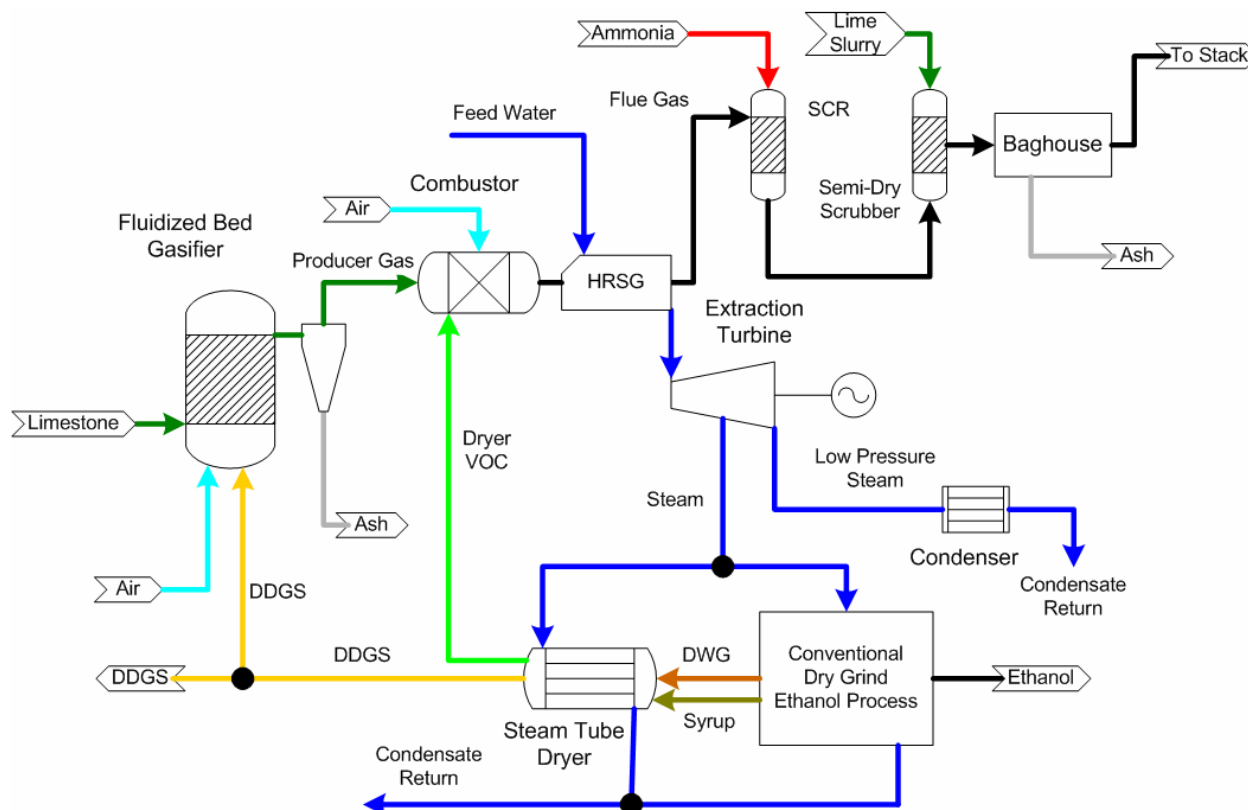 Ammonia
Lime
Slurry
To Stack
Flue Gas
SCR
Feed Water
Baghouse
Combustor
Semi-Dry
Scrubber
Air
Fluidized Bed
Gasifier
Ash
Producer Gas
HRSG
Extraction
Turbine
Limestone
Dryer
VOC
Low Pressure
Steam
Steam
Ash
Condenser
Air
DDGS
Condensate
Return
DDGS
DDGS
DWG
Conventional
Dry Grind
Ethanol Process
Ethanol
Syrup
Steam Tube
Dryer
Condensate
Return